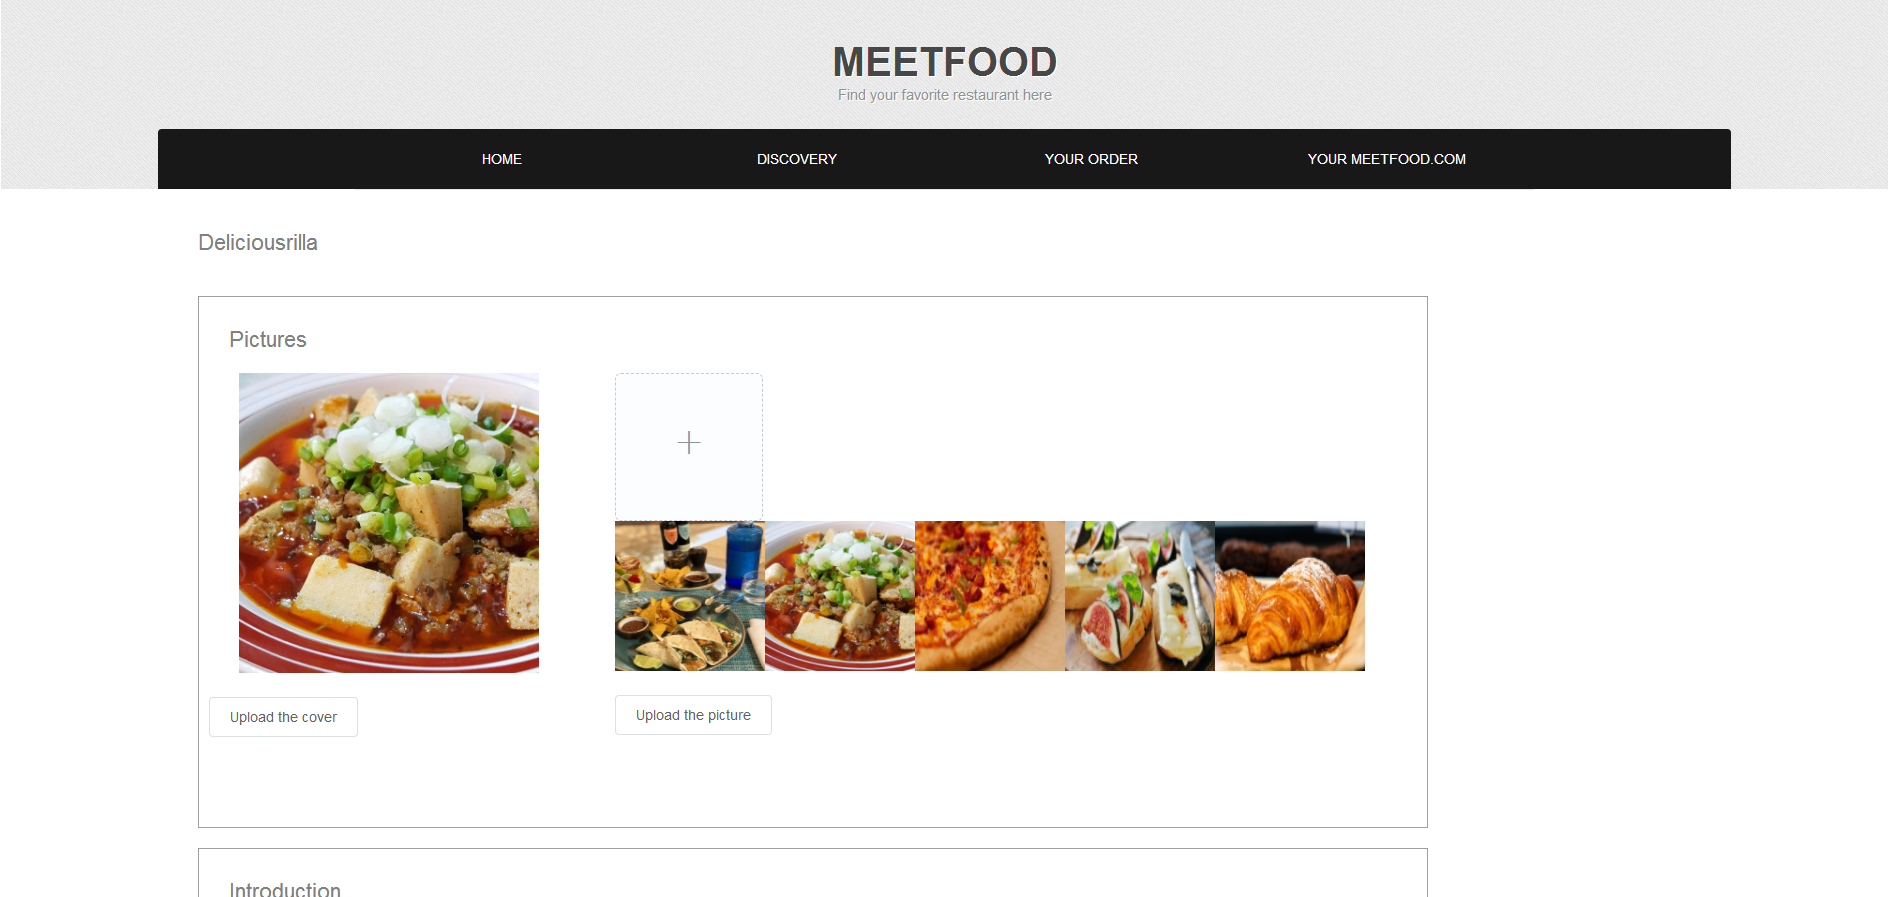 MEETFOOD
Find your favorite restaurant here
HOME DISCOVERY YOUR ORDER YOUR MEETFOOD.COM
Deliciousrilla
Pictures
Upload the cover
Upload the picture
Introduction